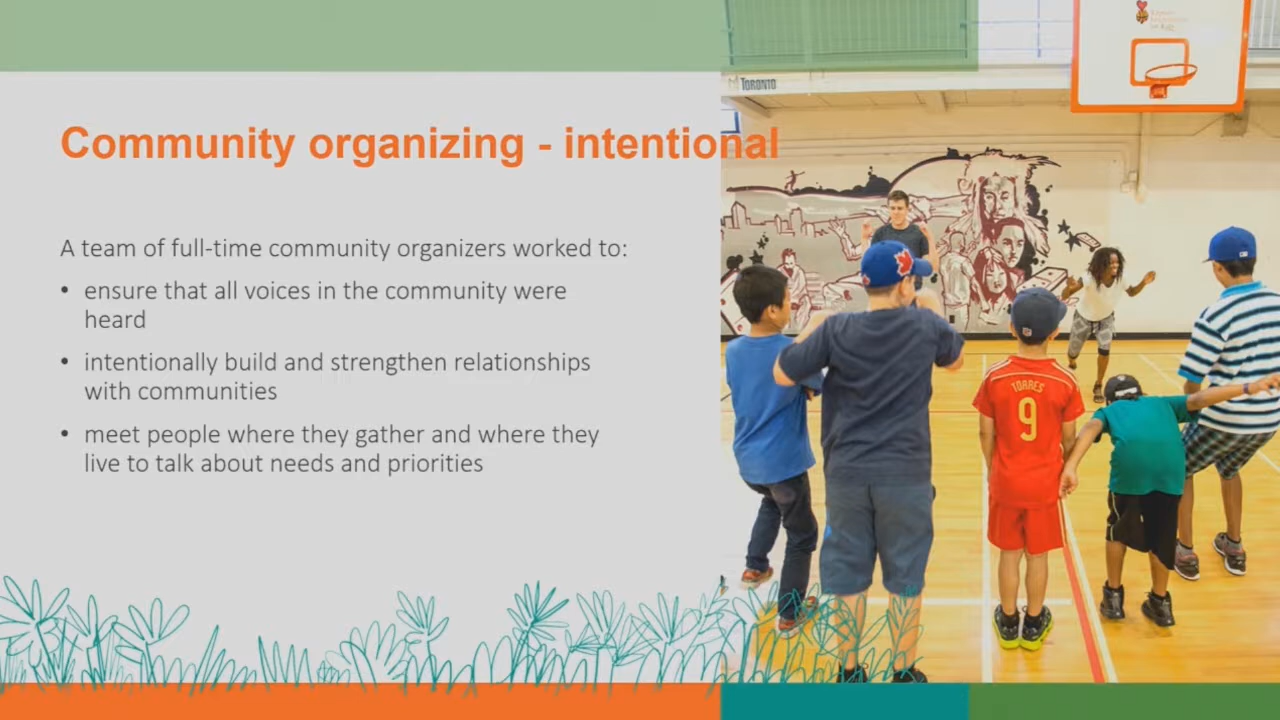 Community organizing - intentional
A team of full-time community organizers worked to:
• ensure that all voices in the community were
heard
• intentionally build and strengthen relationships
with communities
• meet people where they gather and where they
live to talk about needs and priorities
TORONTO
TORRES
9